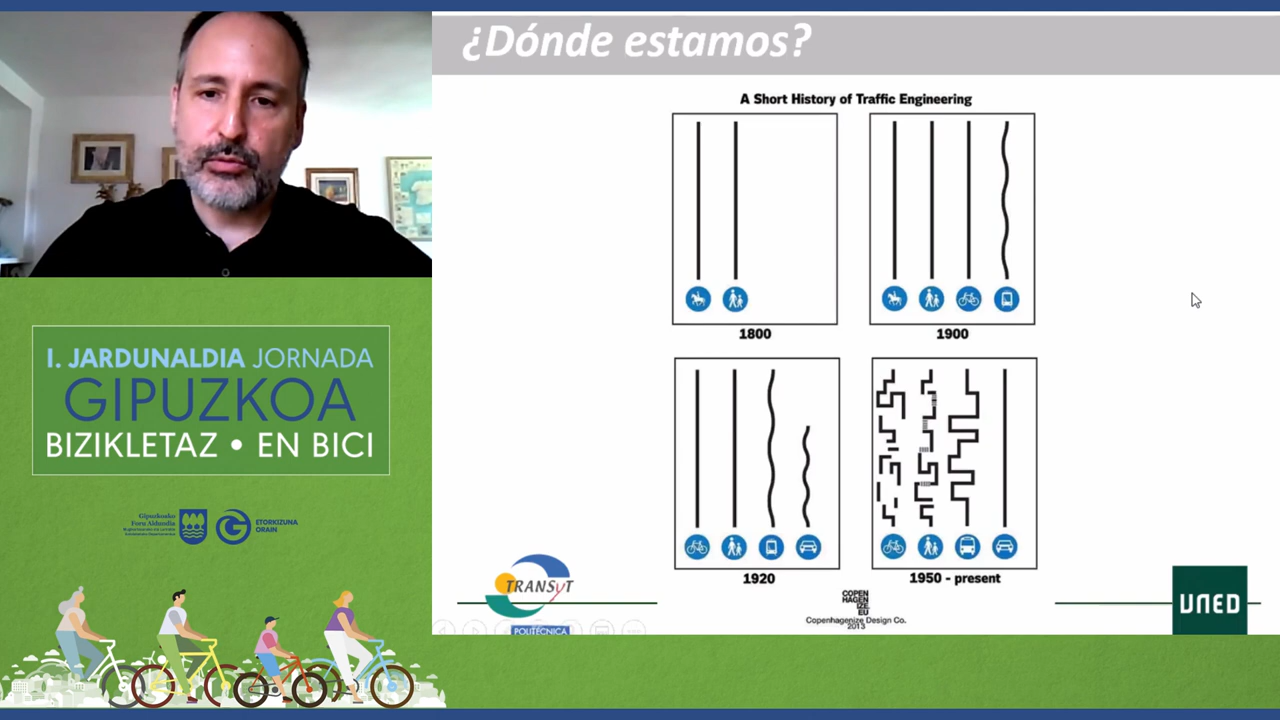 ¿Dónde estamos?
A Short History of Traffic Engineering
1800
1900
1920
1950 - present
I. JARDUNALDIA JORNADA
GIPUZKOA
BIZIKLETAZ • EN BICI
Gipuzkoako
Foru Aldundia
ETORKIZUNA
ORAIN
TRANSyT
POLITÉCNICA
COPEN
HAGEN
IZE.
EU
Copenhagenize Design Co.
2013
UNED